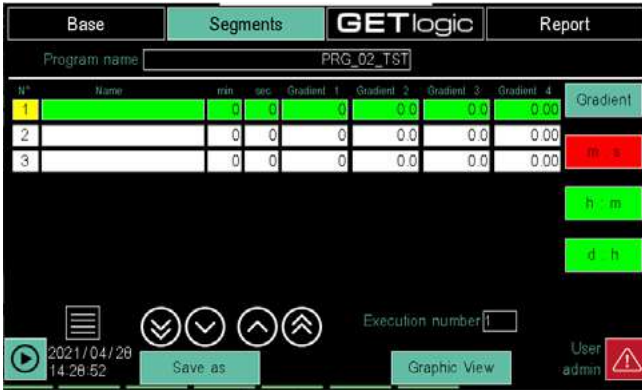 Base Segments GETlogic Report
Program name PRG_02_TST
N° Name min sec Gradient 1 Gradient 2 Gradient 3 Gradient 4
1 0 0 0 0.0 0.0 0.00
2 0 0 0 0.0 0.0 0.00
3 0 0 0 0.0 0.0 0.00
Gradient
m : s
h : m
d : h
Execution number 1
2021/04/28
14:28:52
Save as
Graphic View
User
admin